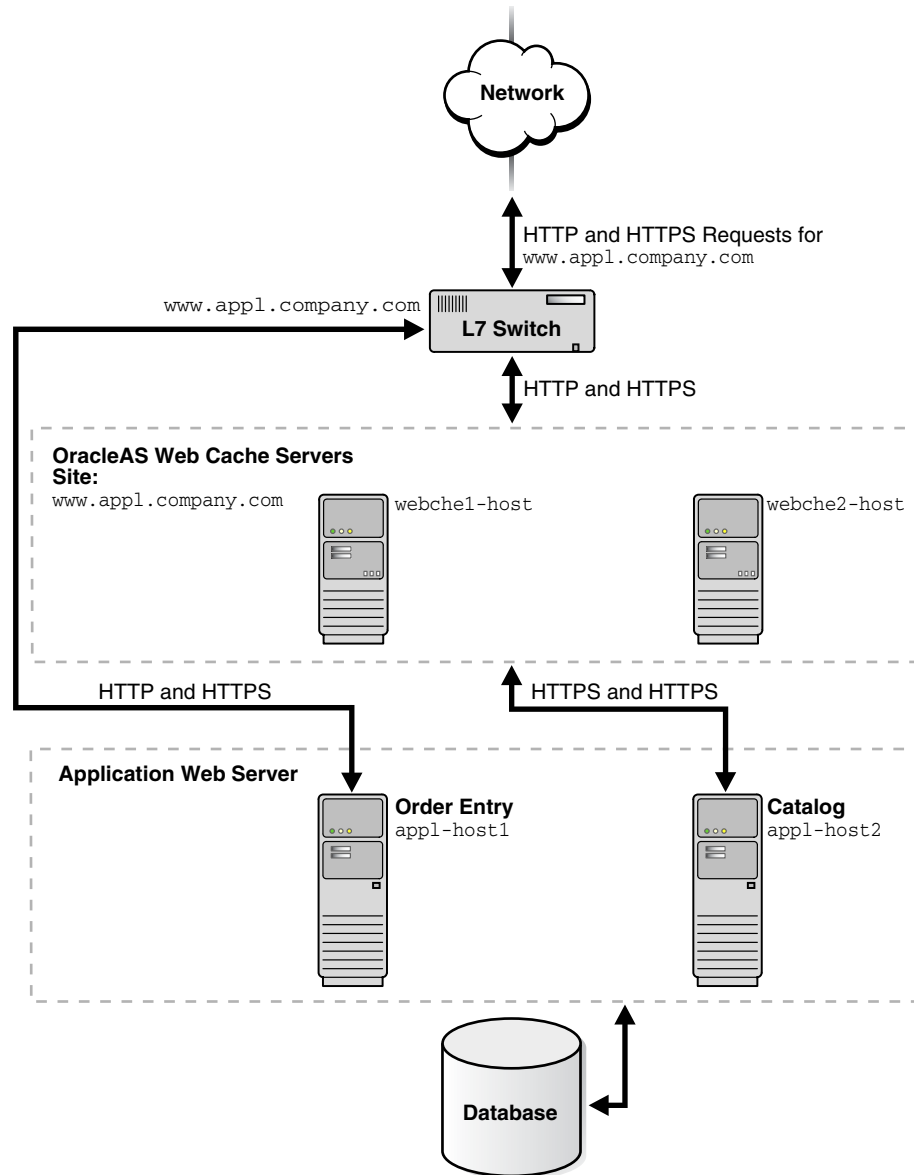 Network
HTTP and HTTPS Requests for
www.appl.company.com
www.appl.company.com
L7 Switch
HTTP and HTTPS
OracleAS Web Cache Servers
Site:
www.appl.company.com
webche1-host
webche2-host
HTTP and HTTPS
HTTPS and HTTPS
Application Web Server
Order Entry
appl-host1
Catalog
appl-host2
Database